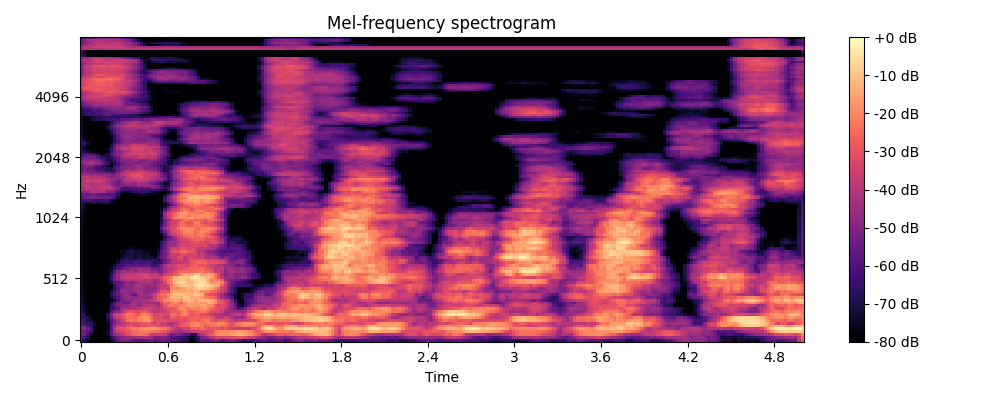 Mel-frequency spectrogram
Hz
4096
2048
1024
512
0
0 0.6 1.2 1.8 2.4 3 3.6 4.2 4.8
Time
+0 dB
-10 dB
-20 dB
-30 dB
-40 dB
-50 dB
-60 dB
-70 dB
-80 dB